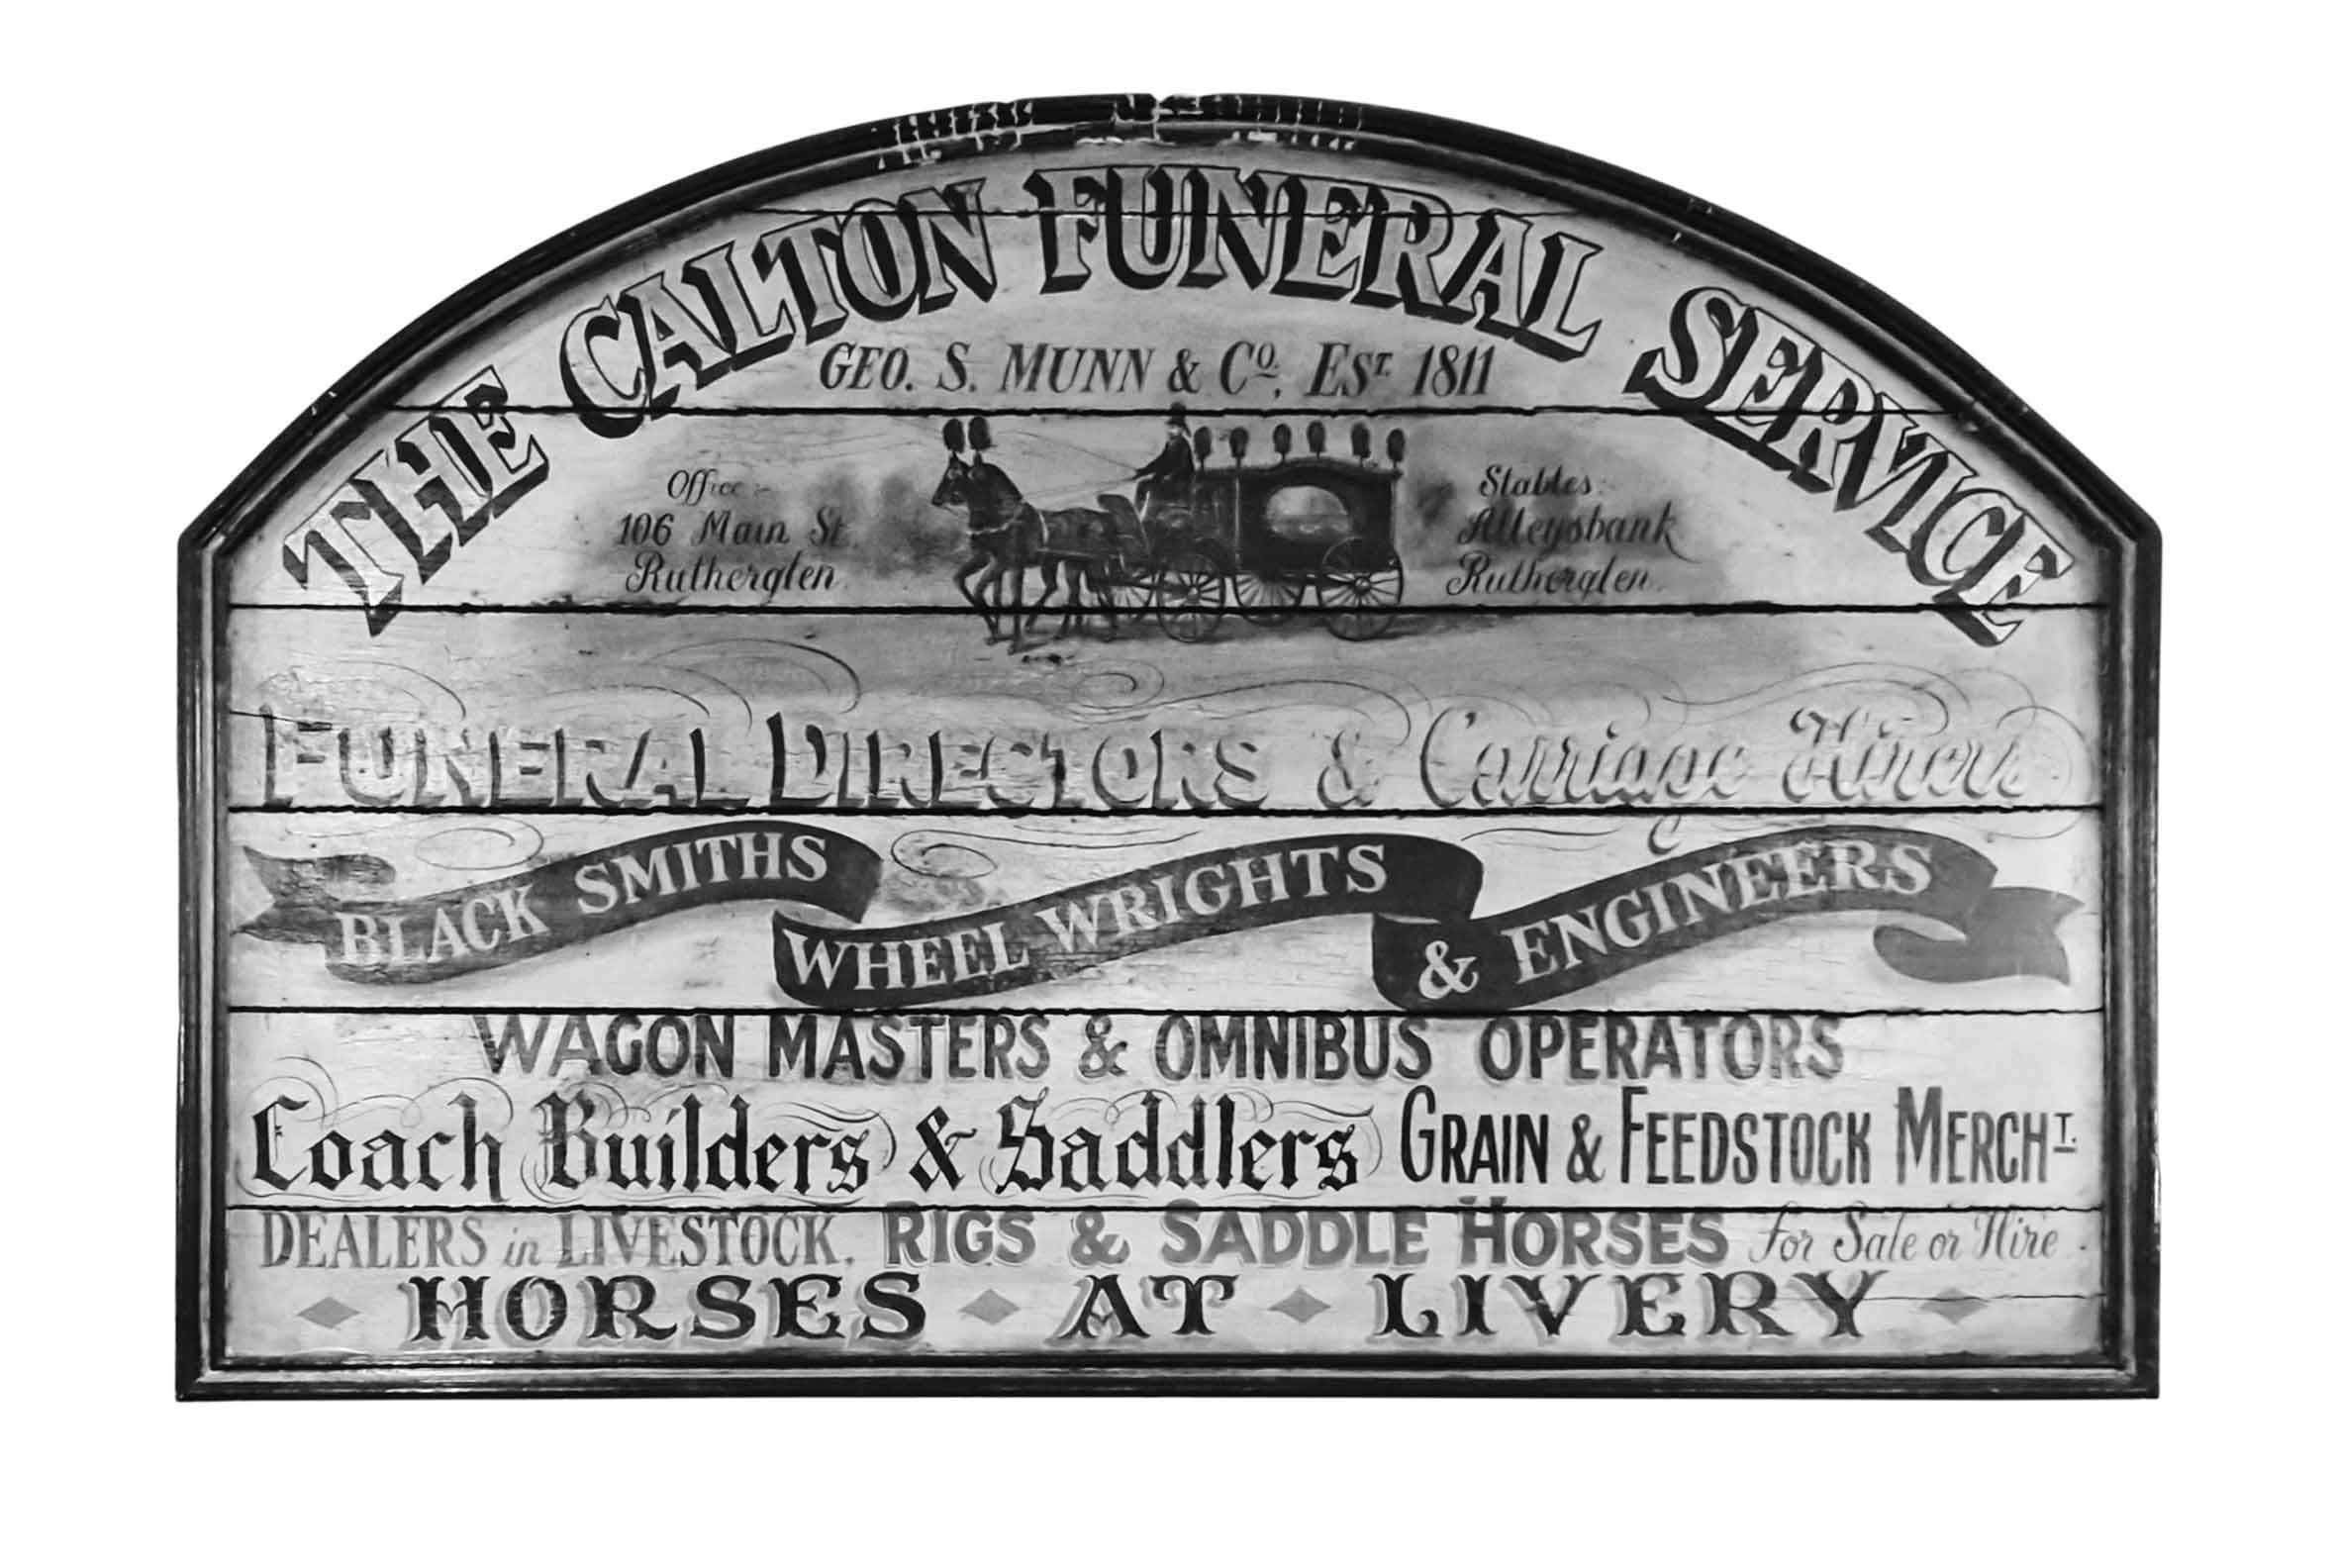 THE CALTON FUNERAL SERVICE
GEO. S. MUNN & Cº. EST. 1811
Office:
106 Main St.
Rutherglen
Stables:
Alleysbank
Rutherglen.
FUNERAL DIRECTORS & Carriage Hirers
BLACK SMITHS WHEEL WRIGHTS & ENGINEERS
WAGON MASTERS & OMNIBUS OPERATORS
Coach Builders & Saddlers GRAIN & FEEDSTOCK MERCHT.
DEALERS in LIVESTOCK. RIGS & SADDLE HORSES for Sale or Hire.
HORSES AT LIVERY